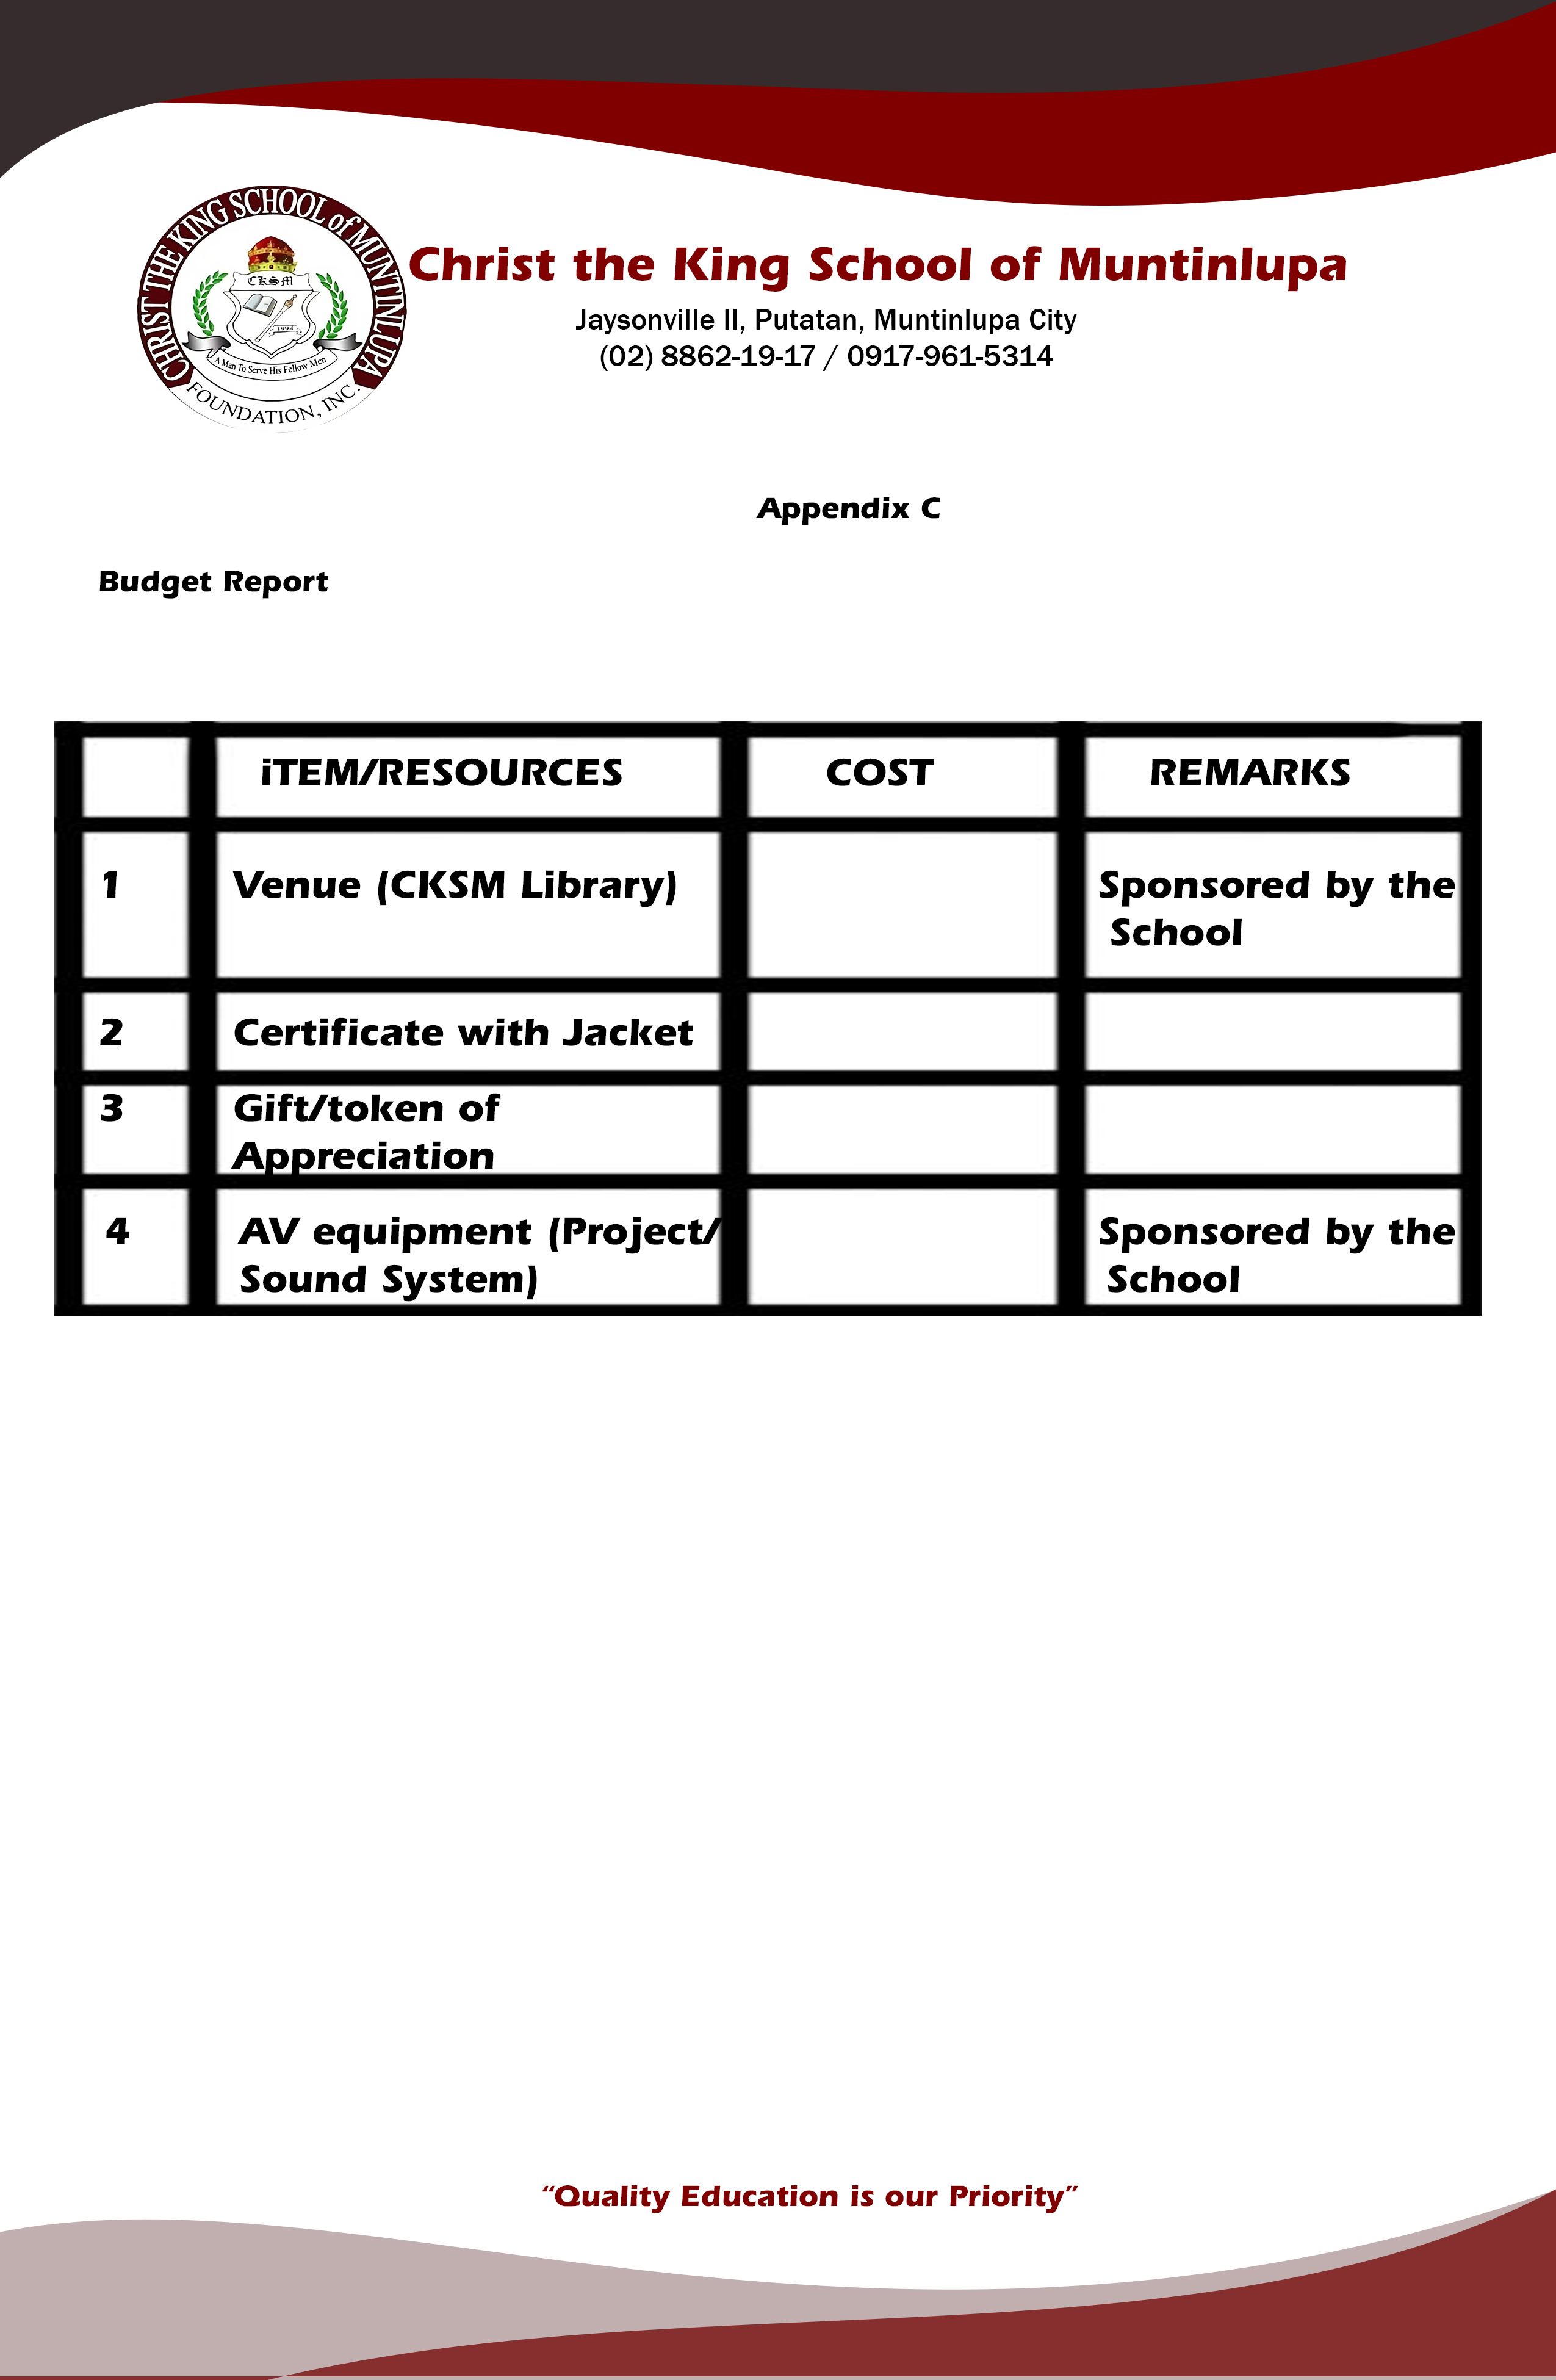 CHRIST THE KING SCHOOL of MUNTINLUPA
CKSM
1994
A Man To Serve His Fellow Men
FOUNDATION, INC.
Christ the King School of Muntinlupa
Jaysonville II, Putatan, Muntinlupa City
(02) 8862-19-17 / 0917-961-5314
Appendix C
Budget Report
iTEM/RESOURCES COST REMARKS
1 Venue (CKSM Library) Sponsored by the
School
2 Certificate with Jacket
3 Gift/token of
Appreciation
4 AV equipment (Project/ Sponsored by the
Sound System) School
“Quality Education is our Priority”